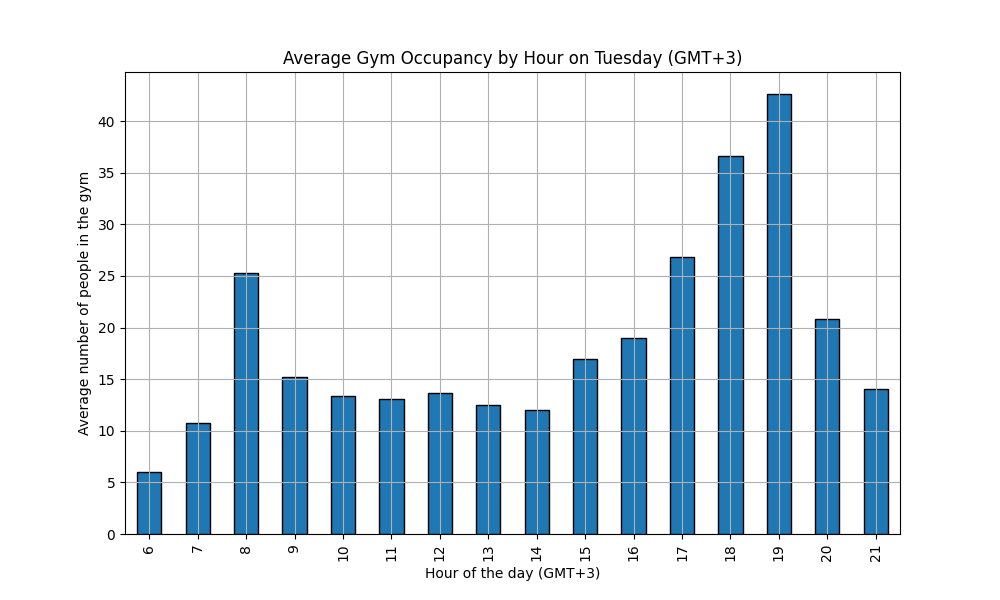 Average Gym Occupancy by Hour on Tuesday (GMT+3)
Average number of people in the gym
40
35
30
25
20
15
10
5
0
6 7 8 9 10 11 12 13 14 15 16 17 18 19 20 21
Hour of the day (GMT+3)